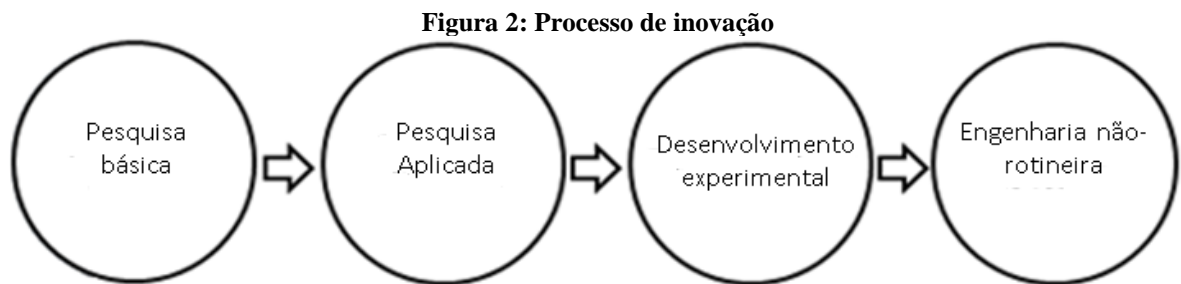 Figura 2: Processo de inovação
Pesquisa
básica
Pesquisa
Aplicada
Desenvolvimento
experimental
Engenharia não-
rotineira